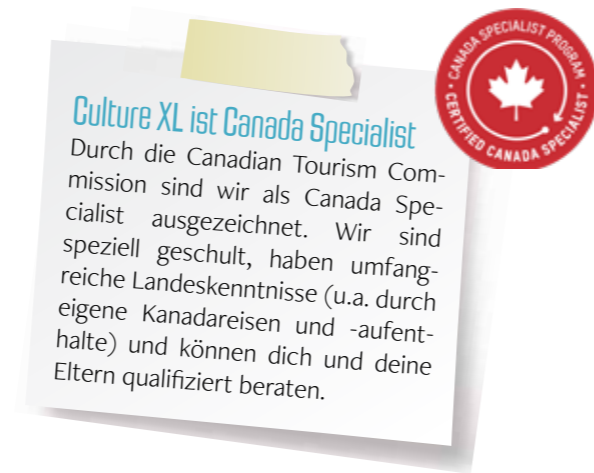 Culture XL ist Canada Specialist
Durch die Canadian Tourism Com-
mission sind wir als Canada Spe-
cialist ausgezeichnet. Wir sind
speziell geschult, haben umfang-
reiche Landeskenntnisse (u.a. durch
eigene Kanadareisen und -aufent-
halte) und können dich und deine
Eltern qualifiziert beraten.
CANADA SPECIALIST PROGRAM
CERTIFIED CANADA SPECIALIST